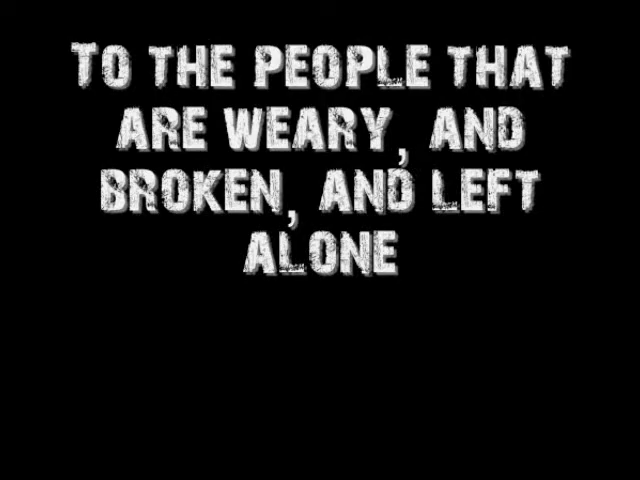 TO THE PEOPLE THAT
ARE WEARY, AND
BROKEN, AND LEFT
ALONE